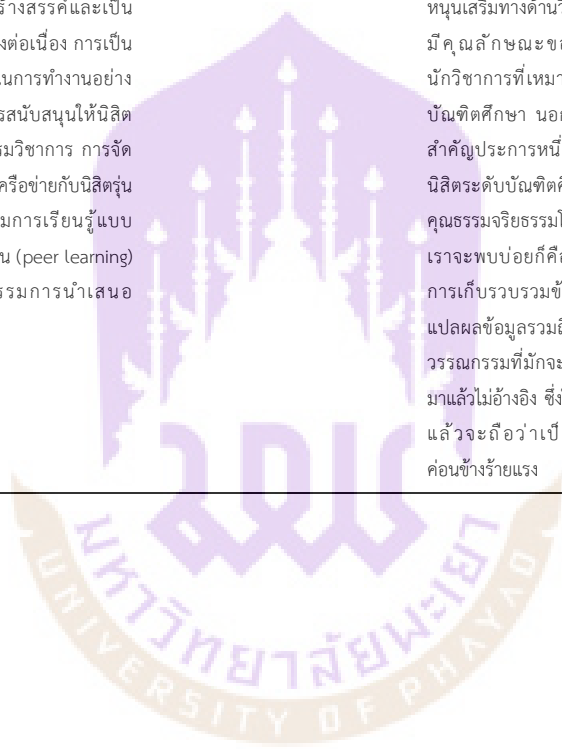 ร้างสรรค์และเป็น
งต่อเนื่อง การเป็น
นการทำงานอย่าง
รสนับสนุนให้นิสิต
รมวิชาการ การจัด
ครือข่ายกับนิสิตรุ่น
มการเรียนรู้แบบ
น (peer learning)
รรมการนำเสนอ
หนุนเสริมทางด้านวิ
มีคุณลักษณะขอ
นักวิชาการที่เหมา
บัณฑิตศึกษา นอก
สำคัญประการหนึ่
นิสิตระดับบัณฑิตศึ
คุณธรรมจริยธรรมโ
เราจะพบบ่อยก็คือ
การเก็บรวบรวมข้
แปลผลข้อมูลรวมถึ
วรรณกรรมที่มักจะ
มาแล้วไม่อ้างอิง ซึ่ง
แล้วจะถือว่าเป็
ค่อนข้างร้ายแรง
มหาวิทยาลัยพะเยา
UNIVERSITY OF PHAYAO